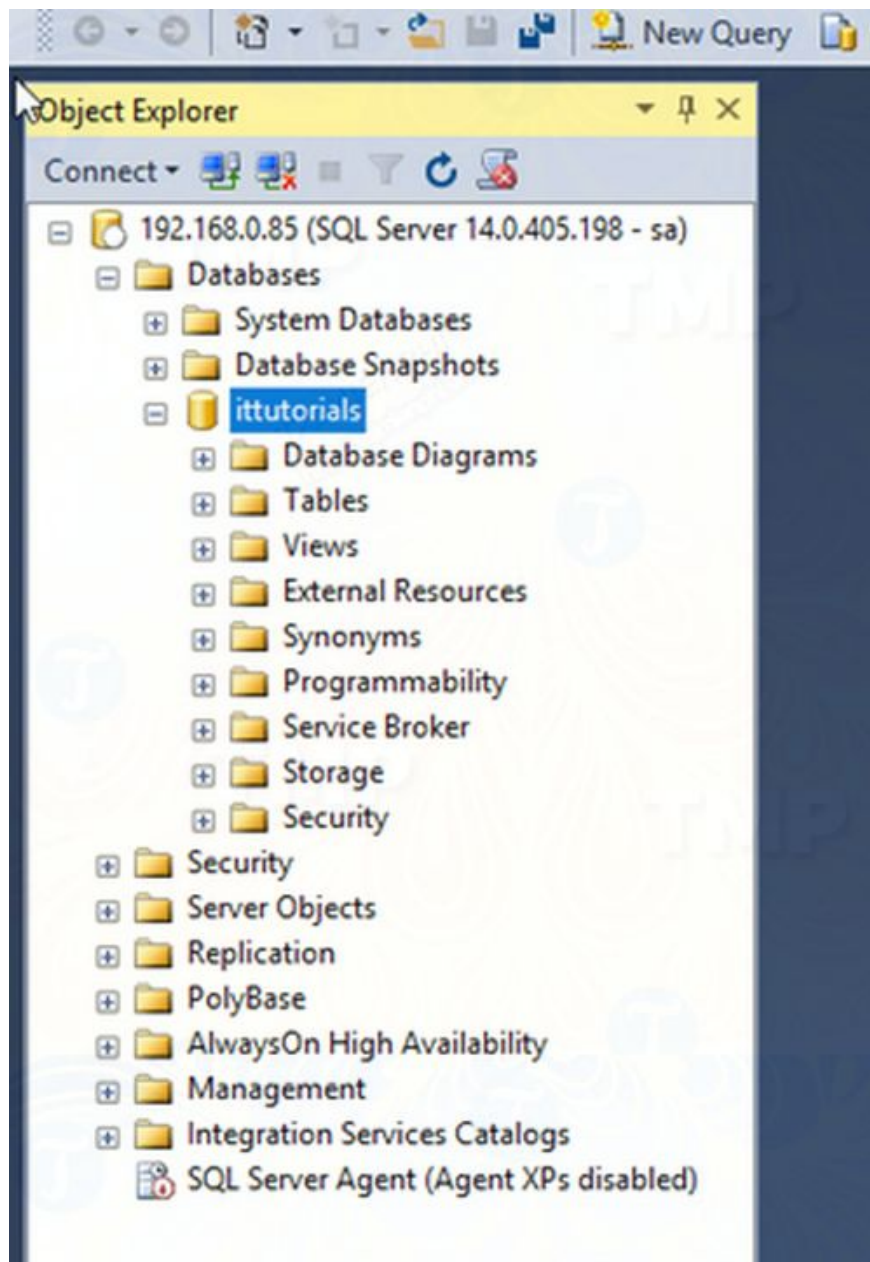 New Query
Object Explorer
Connect
192.168.0.85 (SQL Server 14.0.405.198 - sa)
Databases
System Databases
Database Snapshots
ittutorials
Database Diagrams
Tables
Views
External Resources
Synonyms
Programmability
Service Broker
Storage
Security
Security
Server Objects
Replication
PolyBase
AlwaysOn High Availability
Management
Integration Services Catalogs
SQL Server Agent (Agent XPs disabled)
TMP
TMP